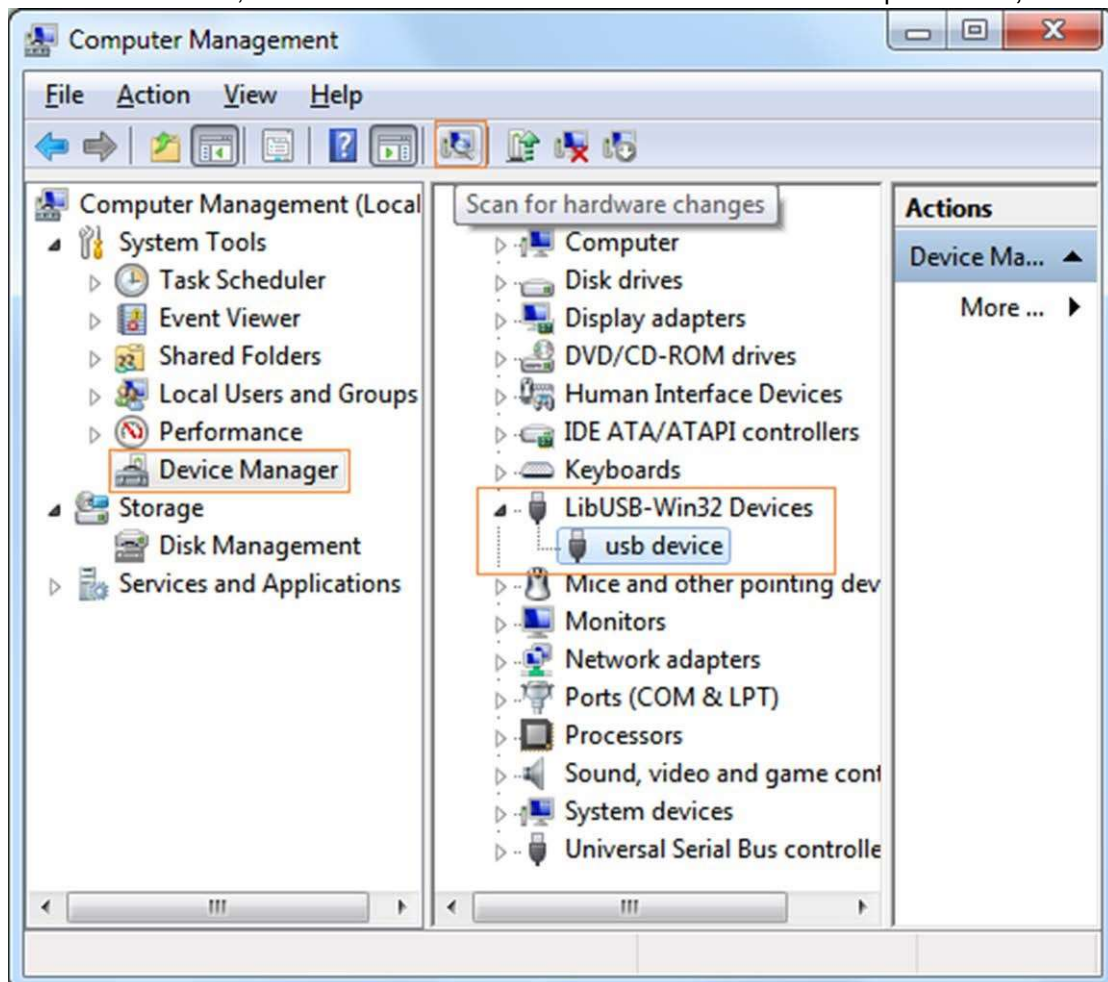 Computer Management
File Action View Help
Scan for hardware changes
Computer Management (Local
System Tools
Task Scheduler
Event Viewer
Shared Folders
Local Users and Groups
Performance
Device Manager
Storage
Disk Management
Services and Applications
Computer
Disk drives
Display adapters
DVD/CD-ROM drives
Human Interface Devices
IDE ATA/ATAPI controllers
Keyboards
LibUSB-Win32 Devices
usb device
Mice and other pointing dev
Monitors
Network adapters
Ports (COM & LPT)
Processors
Sound, video and game cont
System devices
Universal Serial Bus controlle
Actions
Device Ma...
More ...